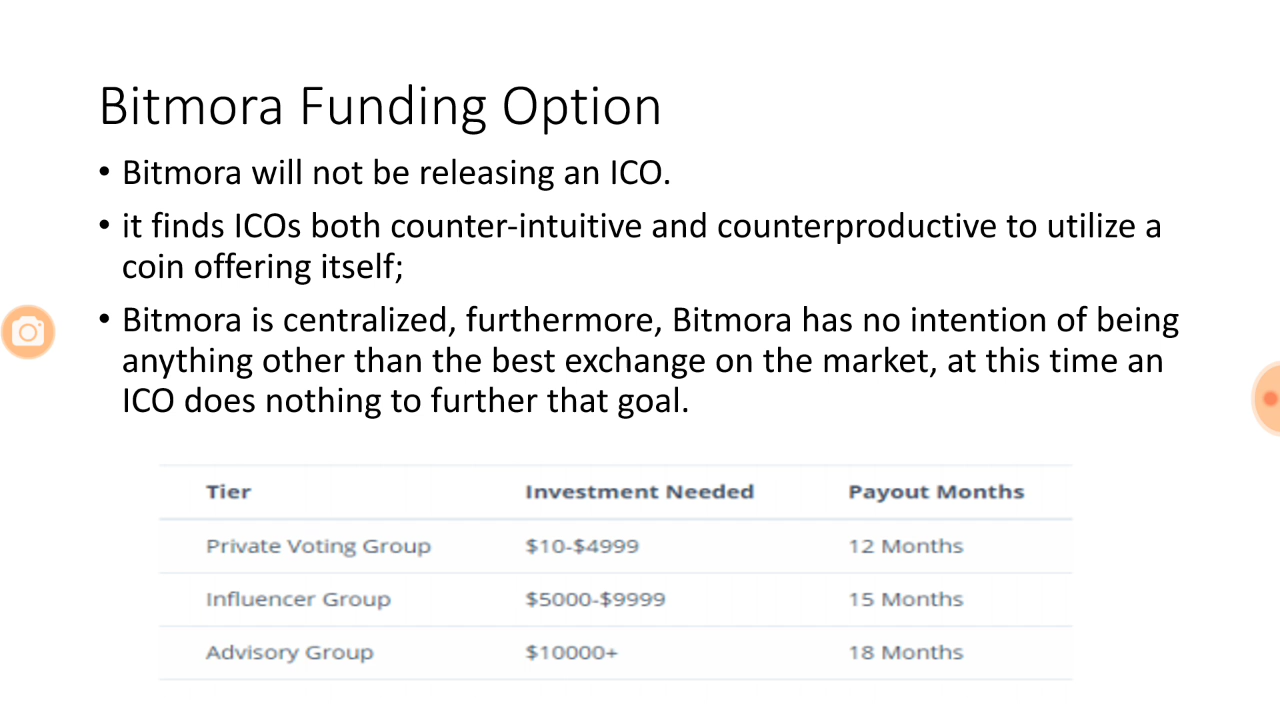 Bitmora Funding Option
• Bitmora will not be releasing an ICO.
• it finds ICOs both counter-intuitive and counterproductive to utilize a
coin offering itself;
• Bitmora is centralized, furthermore, Bitmora has no intention of being
anything other than the best exchange on the market, at this time an
ICO does nothing to further that goal.
Tier Investment Needed Payout Months
Private Voting Group $10-$4999 12 Months
Influencer Group $5000-$9999 15 Months
Advisory Group $10000+ 18 Months